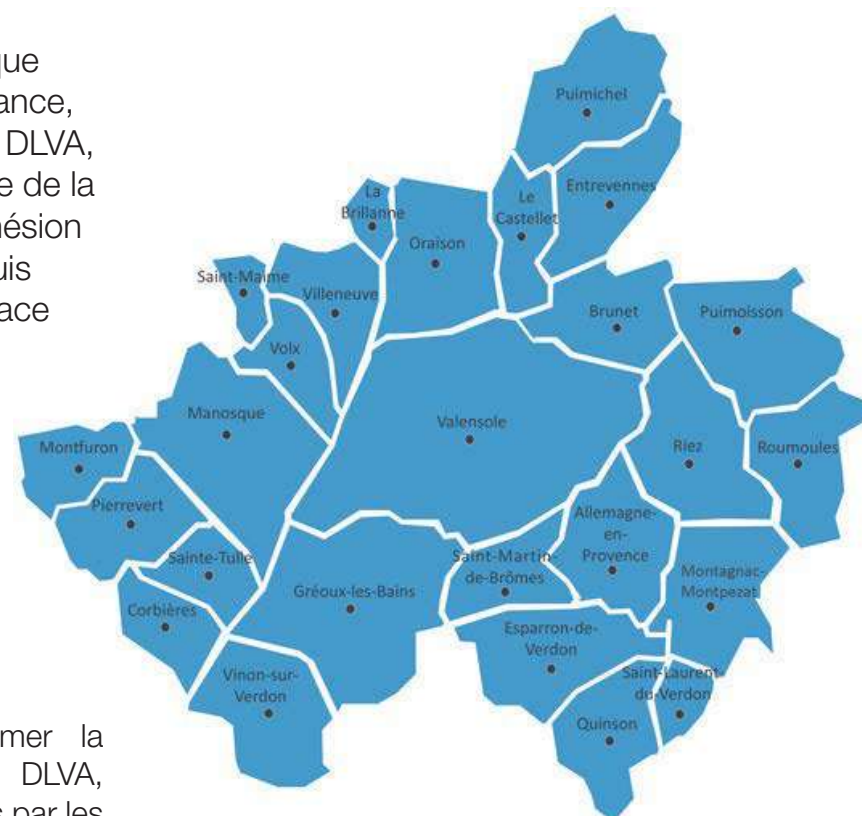 gue
ance,
DLVA,
e de la
ésion
uis
ace
Puimichel
Entrevennes
La
Brillanne
Le
Castellet
Oraison
Saint-Maime
Villeneuve
Brunet
Puimoisson
Volx
Manosque
Valensole
Montfuron
Riez
Roumoules
Pierrevert
Allemagne-
en-
Provence
Sainte-Tulle
Saint-Martin-
de-Brômes
Gréoux-les-Bains
Montagnac-
Montpezat
Corbières
Esparron-de-
Verdon
Vinon-sur-
Verdon
Saint-Laurent-
du-Verdon
Quinson
mer la
DLVA,
s par les